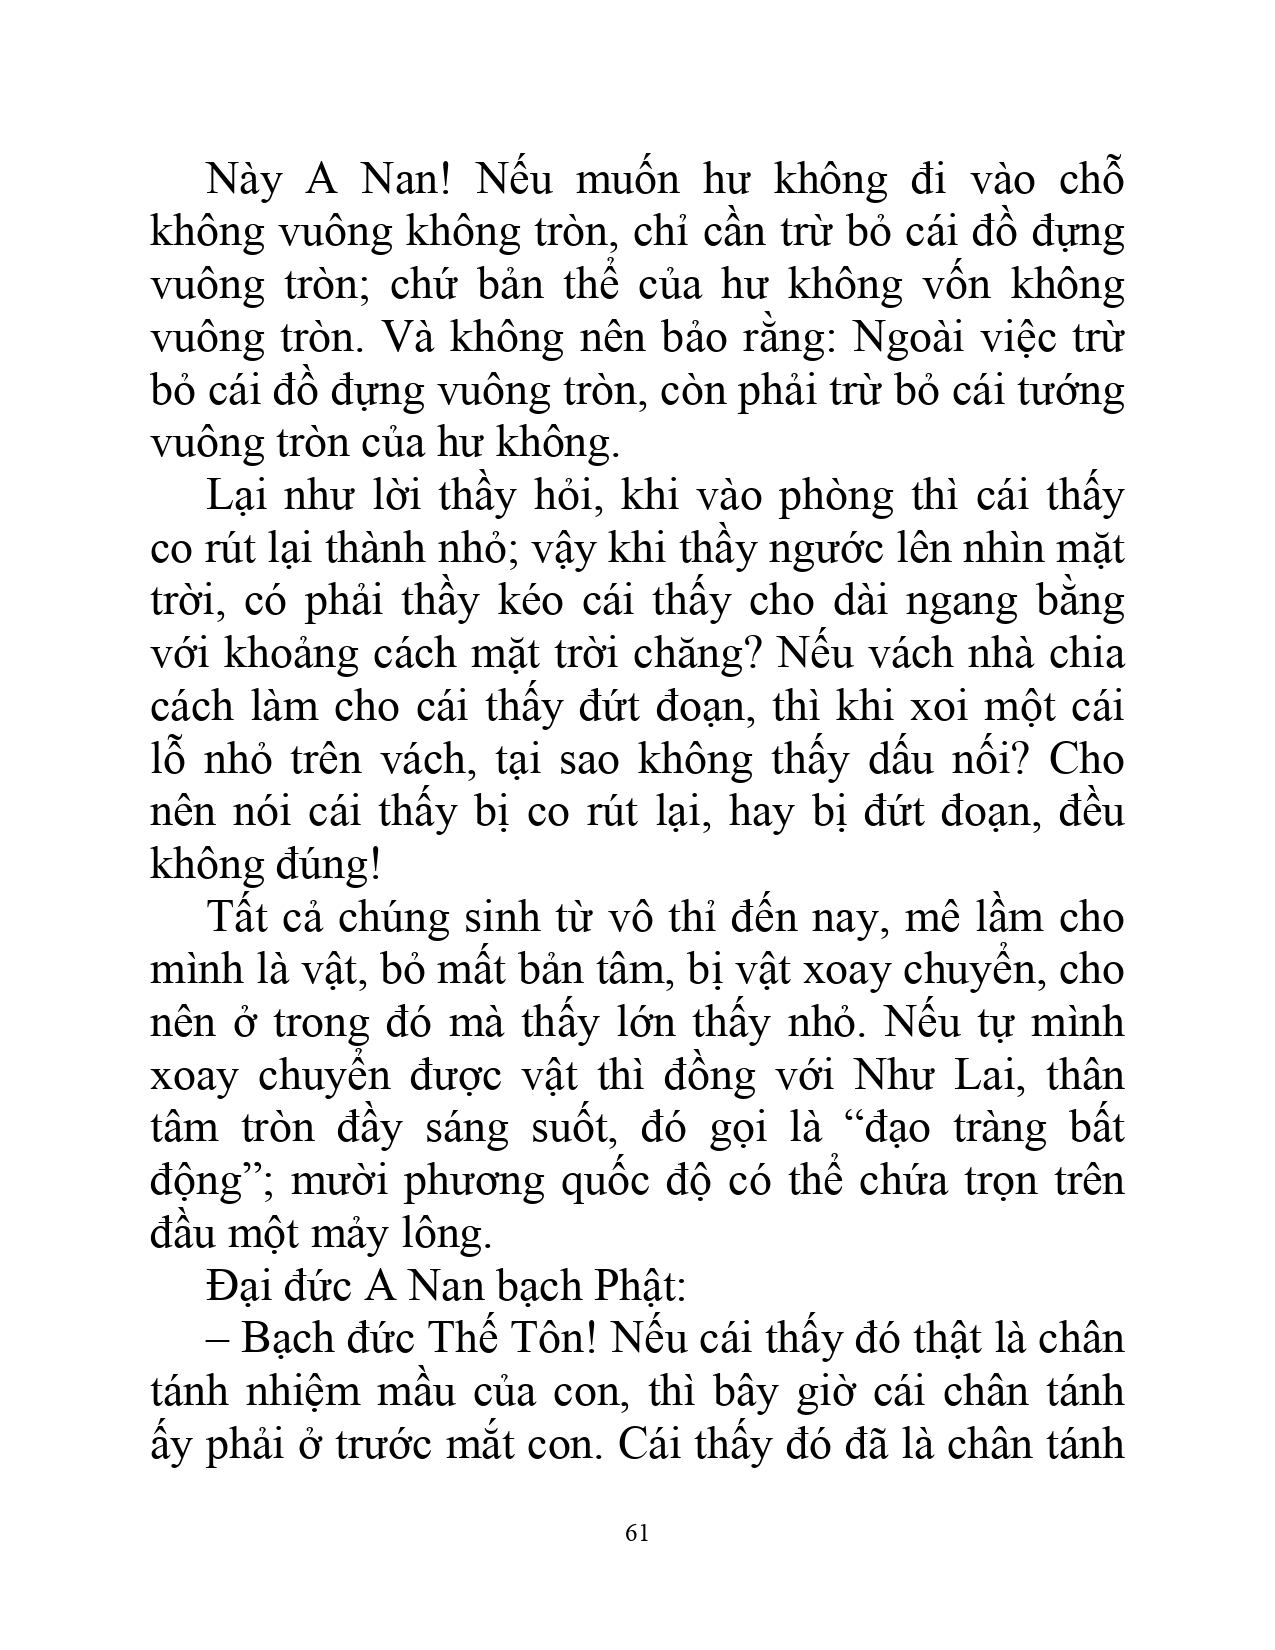 Này A Nan! Nếu muốn hư không đi vào chỗ
không vuông không tròn, chỉ cần trừ bỏ cái đồ đựng
vuông tròn; chứ bản thể của hư không vốn không
vuông tròn. Và không nên bảo rằng: Ngoài việc trừ
bỏ cái đồ đựng vuông tròn, còn phải trừ bỏ cái tướng
vuông tròn của hư không.
Lại như lời thầy hỏi, khi vào phòng thì cái thấy
co rút lại thành nhỏ; vậy khi thầy ngước lên nhìn mặt
trời, có phải thầy kéo cái thấy cho dài ngang bằng
với khoảng cách mặt trời chăng? Nếu vách nhà chia
cách làm cho cái thấy đứt đoạn, thì khi xoi một cái
lỗ nhỏ trên vách, tại sao không thấy dấu nối? Cho
nên nói cái thấy bị co rút lại, hay bị đứt đoạn, đều
không đúng!
Tất cả chúng sinh từ vô thỉ đến nay, mê lầm cho
mình là vật, bỏ mất bản tâm, bị vật xoay chuyển, cho
nên ở trong đó mà thấy lớn thấy nhỏ. Nếu tự mình
xoay chuyển được vật thì đồng với Như Lai, thân
tâm tròn đầy sáng suốt, đó gọi là “đạo tràng bất
động”; mười phương quốc độ có thể chứa trọn trên
đầu một mảy lông.
Đại đức A Nan bạch Phật:
– Bạch đức Thế Tôn! Nếu cái thấy đó thật là chân
tánh nhiệm mầu của con, thì bây giờ cái chân tánh
ấy phải ở trước mắt con. Cái thấy đó đã là chân tánh
61